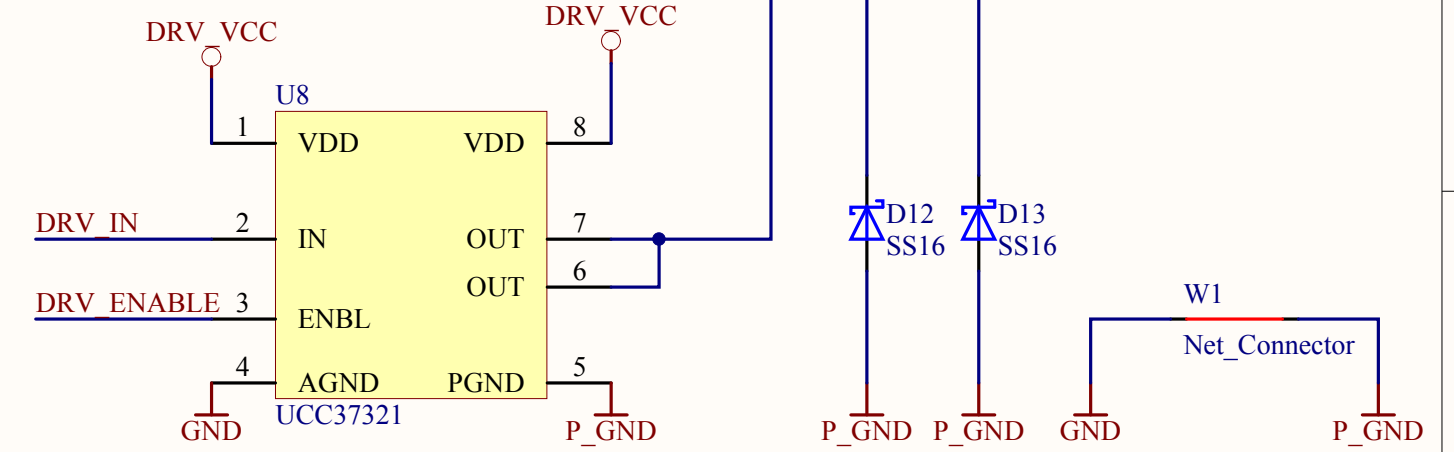 DRV_VCC
DRV_VCC
U8
1
VDD
VDD
8
DRV_IN
2
IN
OUT
7
OUT
6
DRV_ENABLE
3
ENBL
4
AGND
PGND
5
UCC37321
GND
P_GND
D12
SS16
D13
SS16
P_GND
P_GND
W1
Net_Connector
GND
P_GND